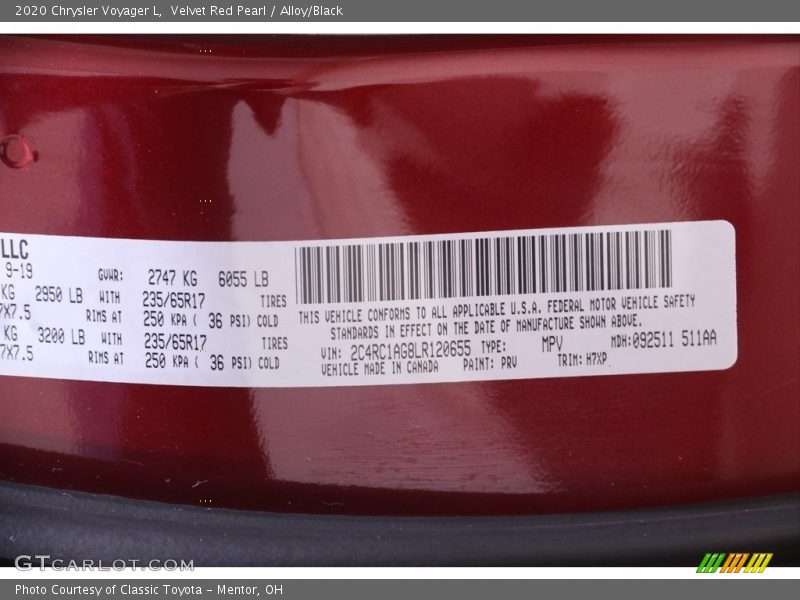 2020 Chrysler Voyager L, Velvet Red Pearl / Alloy/Black
LLC
9-19
GVWR: 2747 KG 6055 LB
KG 2950 LB WITH 235/65R17 TIRES
7X7.5 RIMS AT 250 KPA ( 36 PSI) COLD
KG 3200 LB WITH 235/65R17 TIRES
7X7.5 RIMS AT 250 KPA ( 36 PSI) COLD
THIS VEHICLE CONFORMS TO ALL APPLICABLE U.S.A. FEDERAL MOTOR VEHICLE SAFETY
STANDARDS IN EFFECT ON THE DATE OF MANUFACTURE SHOWN ABOVE.
VIN: 2C4RC1AG8LR120655 TYPE: MPV MDH:092511 511AA
VEHICLE MADE IN CANADA PAINT: PRV TRIM: H7XP
GTcarlot.com
Photo Courtesy of Classic Toyota - Mentor, OH